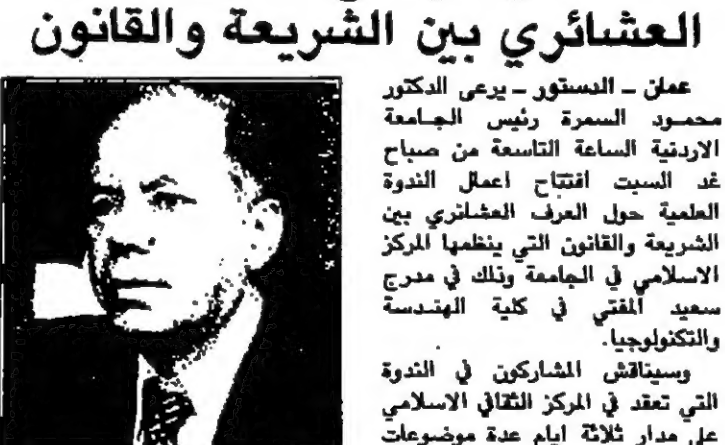 العشائري بين الشريعة والقانون
عمان - الدستور - يرعى الدكتور
محمود السمرة رئيس الجامعة
الاردنية الساعة التاسعة من صباح
غد السبت افتتاح اعمال الندوة
العلمية حول العرف العشائري بين
الشريعة والقانون التي ينظمها المركز
الاسلامي في الجامعة وذلك في مدرج
سعيد المفتي في كلية الهندسة
والتكنولوجيا.
وسيناقش المشاركون في الندوة
التي تعقد في المركز الثقافي الاسلامي
على مدار ثلاثة ايام عدة موضوعات